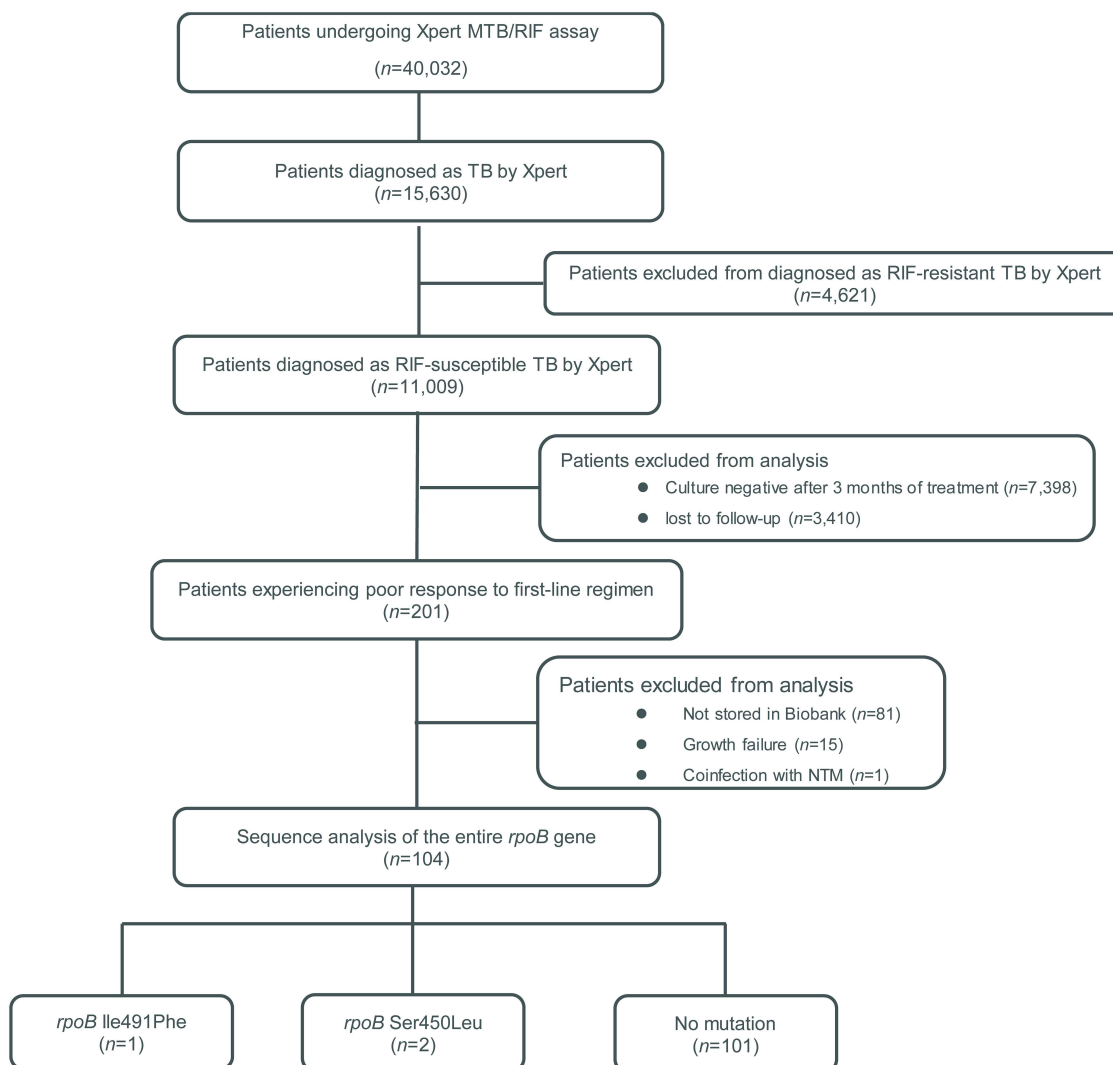 Patients undergoing Xpert MTB/RIF assay
(n=40,032)
Patients diagnosed as TB by Xpert
(n=15,630)
Patients excluded from diagnosed as RIF-resistant TB by Xpert
(n=4,621)
Patients diagnosed as RIF-susceptible TB by Xpert
(n=11,009)
Patients excluded from analysis
● Culture negative after 3 months of treatment (n=7,398)
● lost to follow-up (n=3,410)
Patients experiencing poor response to first-line regimen
(n=201)
Patients excluded from analysis
● Not stored in Biobank (n=81)
● Growth failure (n=15)
● Coinfection with NTM (n=1)
Sequence analysis of the entire rpoB gene
(n=104)
rpoB Ile491Phe
(n=1)
rpoB Ser450Leu
(n=2)
No mutation
(n=101)